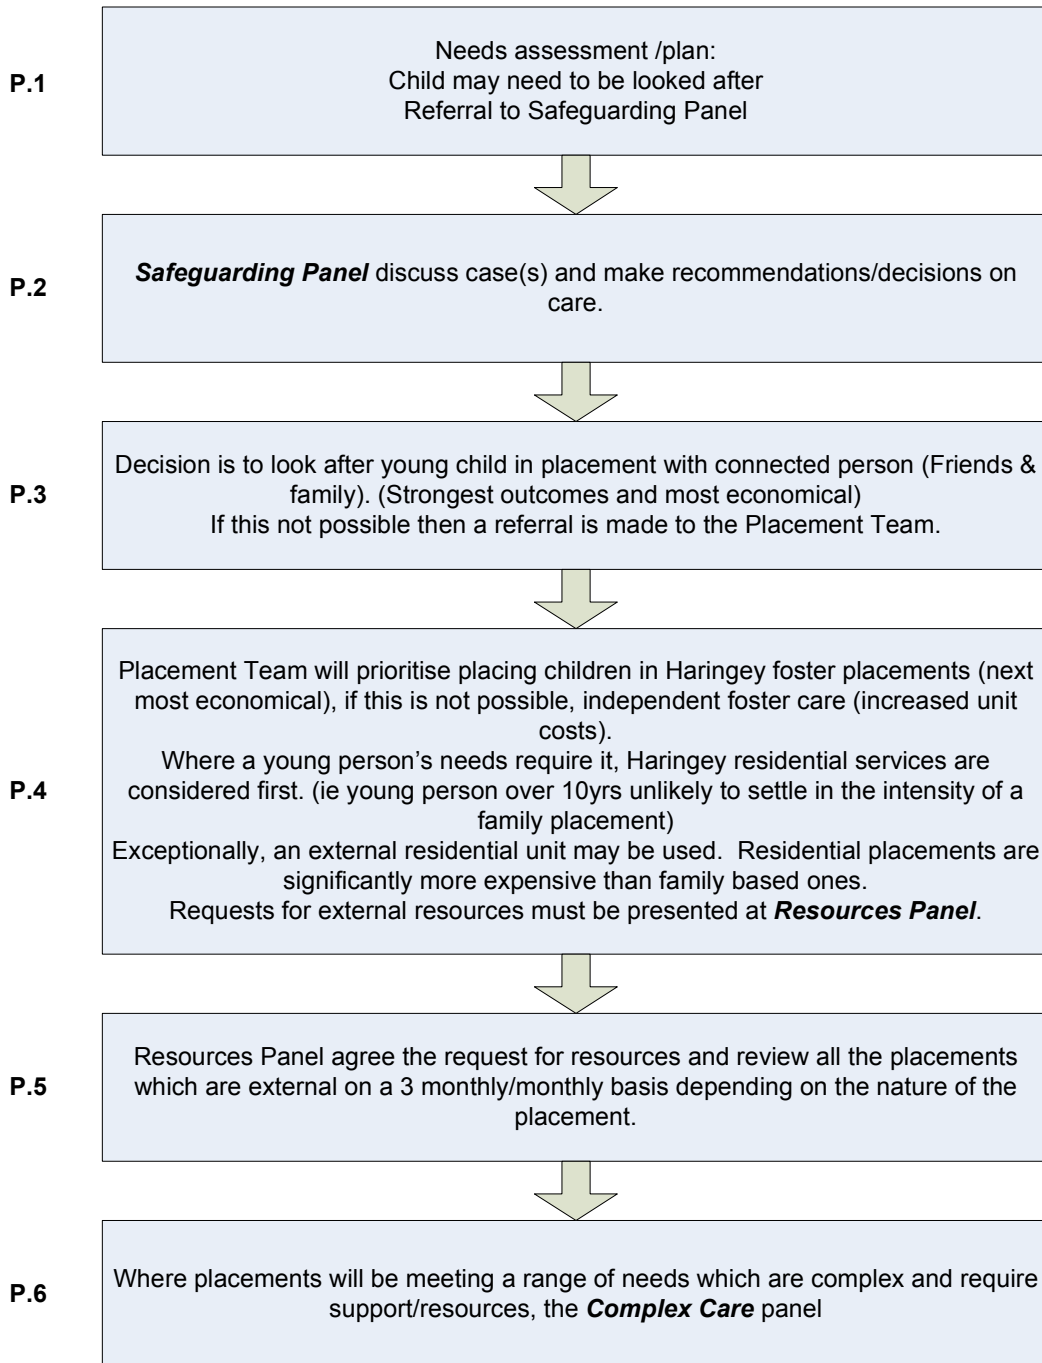 P.1
Needs assessment /plan:
Child may need to be looked after
Referral to Safeguarding Panel
P.2
Safeguarding Panel discuss case(s) and make recommendations/decisions on
care.
P.3
Decision is to look after young child in placement with connected person (Friends &
family). (Strongest outcomes and most economical)
If this not possible then a referral is made to the Placement Team.
P.4
Placement Team will prioritise placing children in Haringey foster placements (next
most economical), if this is not possible, independent foster care (increased unit
costs).
Where a young person's needs require it, Haringey residential services are
considered first. (ie young person over 10yrs unlikely to settle in the intensity of a
family placement)
Exceptionally, an external residential unit may be used. Residential placements are
significantly more expensive than family based ones.
Requests for external resources must be presented at Resources Panel.
P.5
Resources Panel agree the request for resources and review all the placements
which are external on a 3 monthly/monthly basis depending on the nature of the
placement.
P.6
Where placements will be meeting a range of needs which are complex and require
support/resources, the Complex Care panel